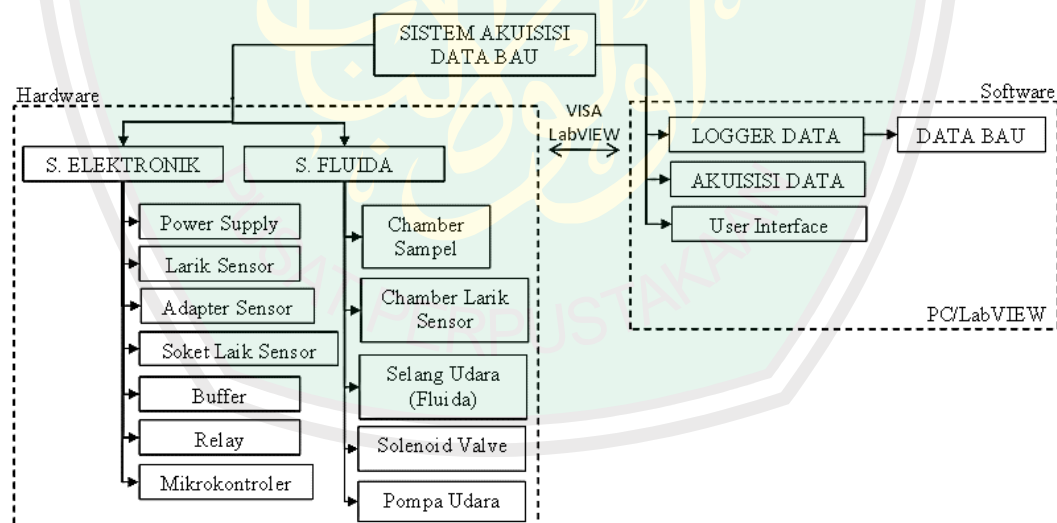 SISTEM AKUISISI
DATA BAU
Hardware
S. ELEKTRONIK
Power Supply
Larik Sensor
Adapter Sensor
Soket Laik Sensor
Buffer
Relay
Mikrokontroler
S. FLUIDA
Chamber
Sampel
Chamber Larik
Sensor
Selang Udara
(Fluida)
Solenoid Valve
Pompa Udara
VISA
LabVIEW
Software
LOGGER DATA
DATA BAU
AKUISISI DATA
User Interface
PC/LabVIEW
PUSAT PERPUSTAKAAN